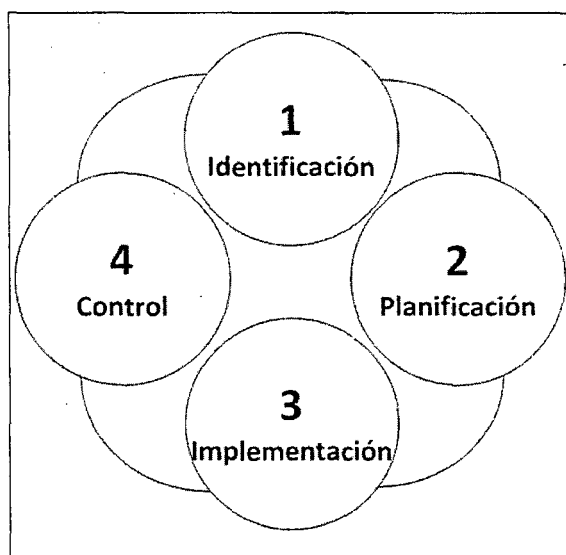 1
Identificación
2
Planificación
3
Implementación
4
Control